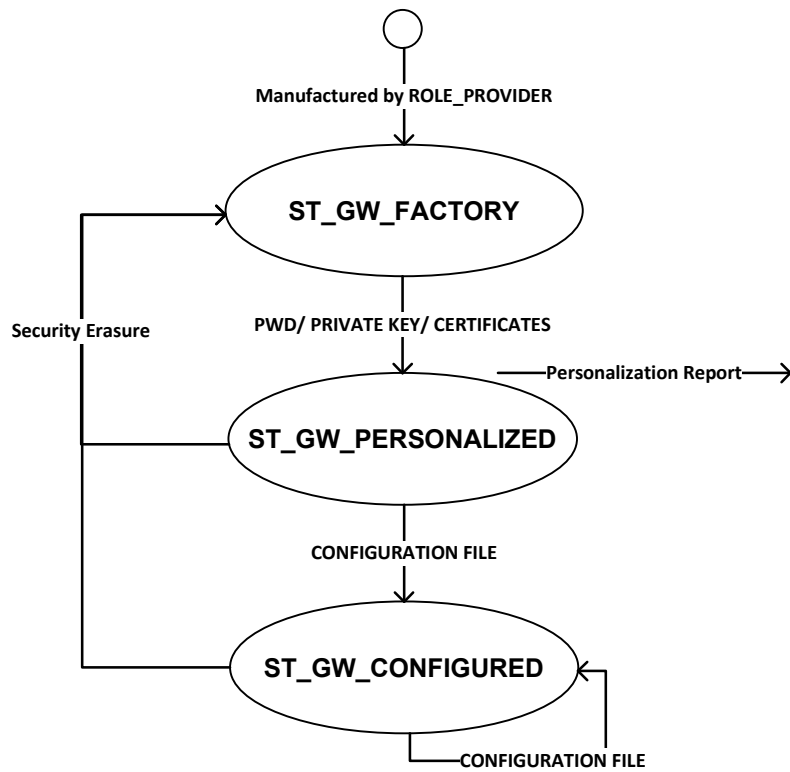 Manufactured by ROLE_PROVIDER
ST_GW_FACTORY
Security Erasure
PWD/ PRIVATE KEY/ CERTIFICATES
Personalization Report
ST_GW_PERSONALIZED
CONFIGURATION FILE
ST_GW_CONFIGURED
CONFIGURATION FILE